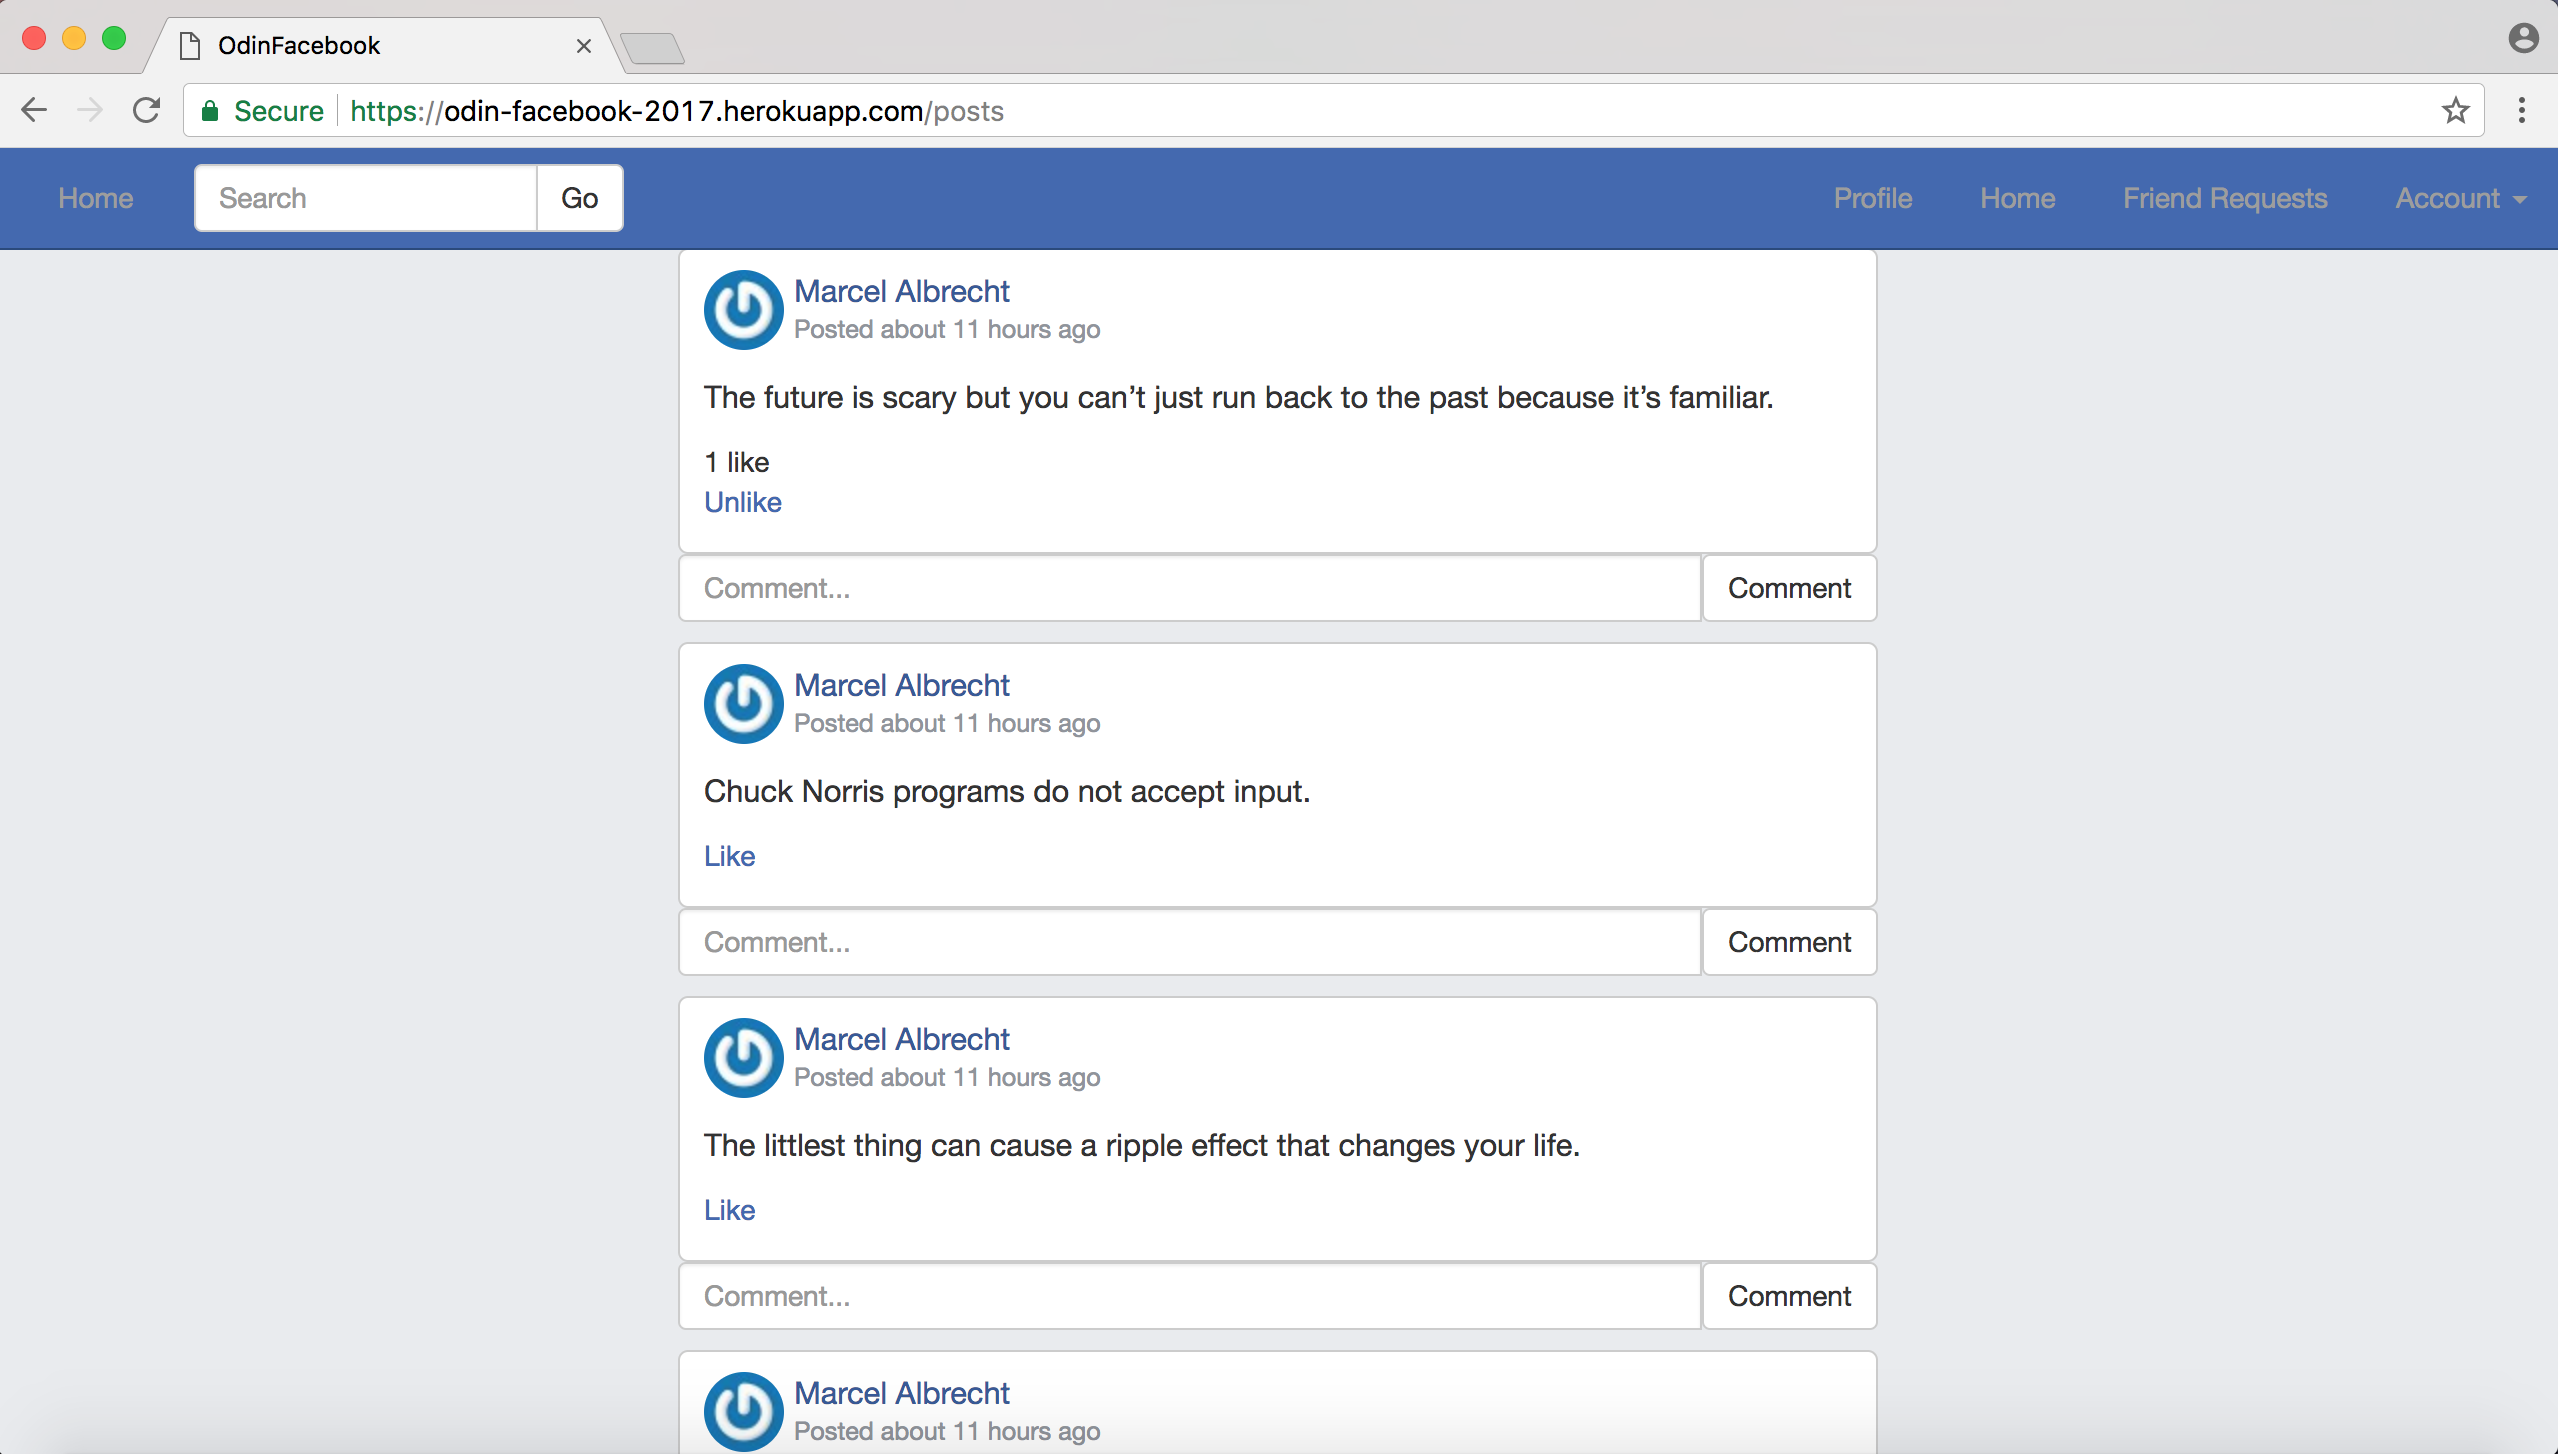 OdinFacebook
Secure https://odin-facebook-2017.herokuapp.com/posts
Home Search Go Profile Home Friend Requests Account
Marcel Albrecht
Posted about 11 hours ago
The future is scary but you can’t just run back to the past because it’s familiar.
1 like
Unlike
Comment... Comment
Marcel Albrecht
Posted about 11 hours ago
Chuck Norris programs do not accept input.
Like
Comment... Comment
Marcel Albrecht
Posted about 11 hours ago
The littlest thing can cause a ripple effect that changes your life.
Like
Comment... Comment
Marcel Albrecht
Posted about 11 hours ago